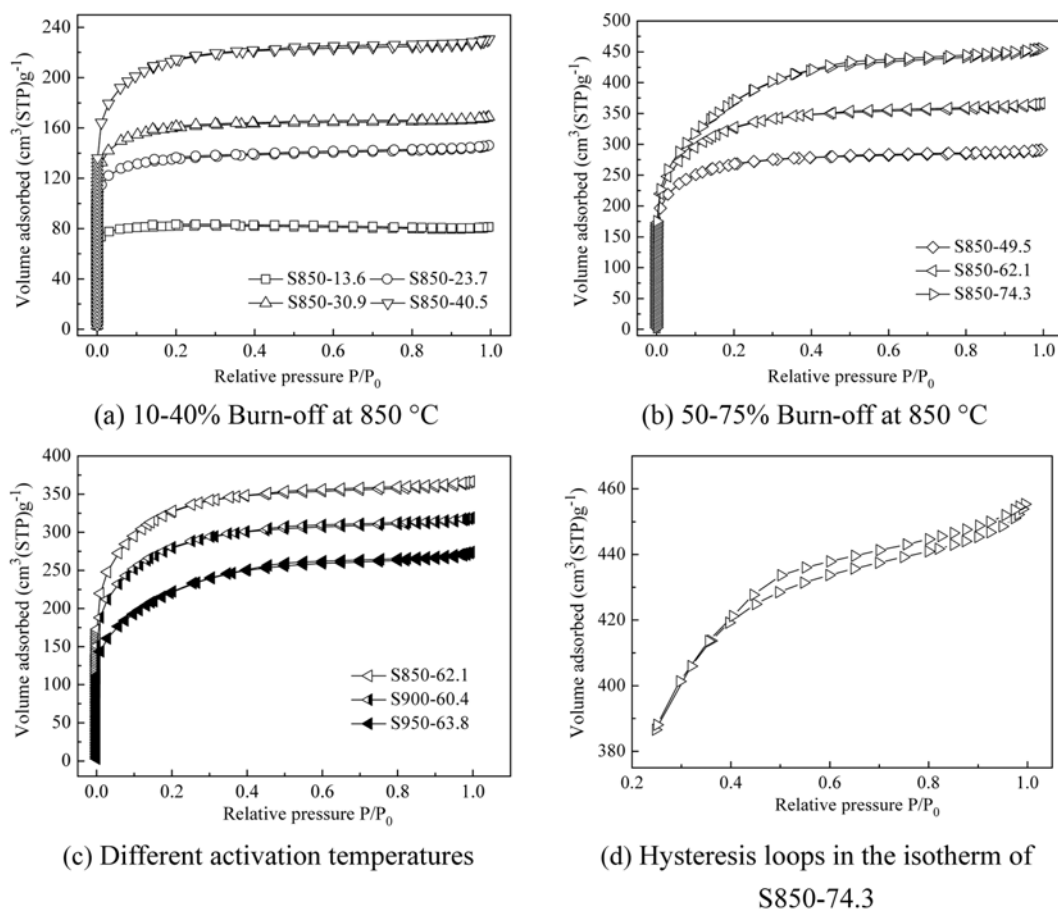 240
200
160
120
80
40
0
Volume adsorbed (cm³(STP)g⁻¹)
S850-13.6 S850-23.7
S850-30.9 S850-40.5
0.0 0.2 0.4 0.6 0.8 1.0
Relative pressure P/P₀
(a) 10-40% Burn-off at 850 °C
500
450
400
350
300
250
200
150
100
50
0
Volume adsorbed (cm³(STP)g⁻¹)
S850-49.5
S850-62.1
S850-74.3
0.0 0.2 0.4 0.6 0.8 1.0
Relative pressure P/P₀
(b) 50-75% Burn-off at 850 °C
400
350
300
250
200
150
100
50
0
Volume adsorbed (cm³(STP)g⁻¹)
S850-62.1
S900-60.4
S950-63.8
0.0 0.2 0.4 0.6 0.8 1.0
Relative pressure P/P₀
(c) Different activation temperatures
460
440
420
400
380
Volume adsorbed (cm³(STP)g⁻¹)
0.2 0.4 0.6 0.8 1.0
Relative pressure P/P₀
(d) Hysteresis loops in the isotherm of
S850-74.3